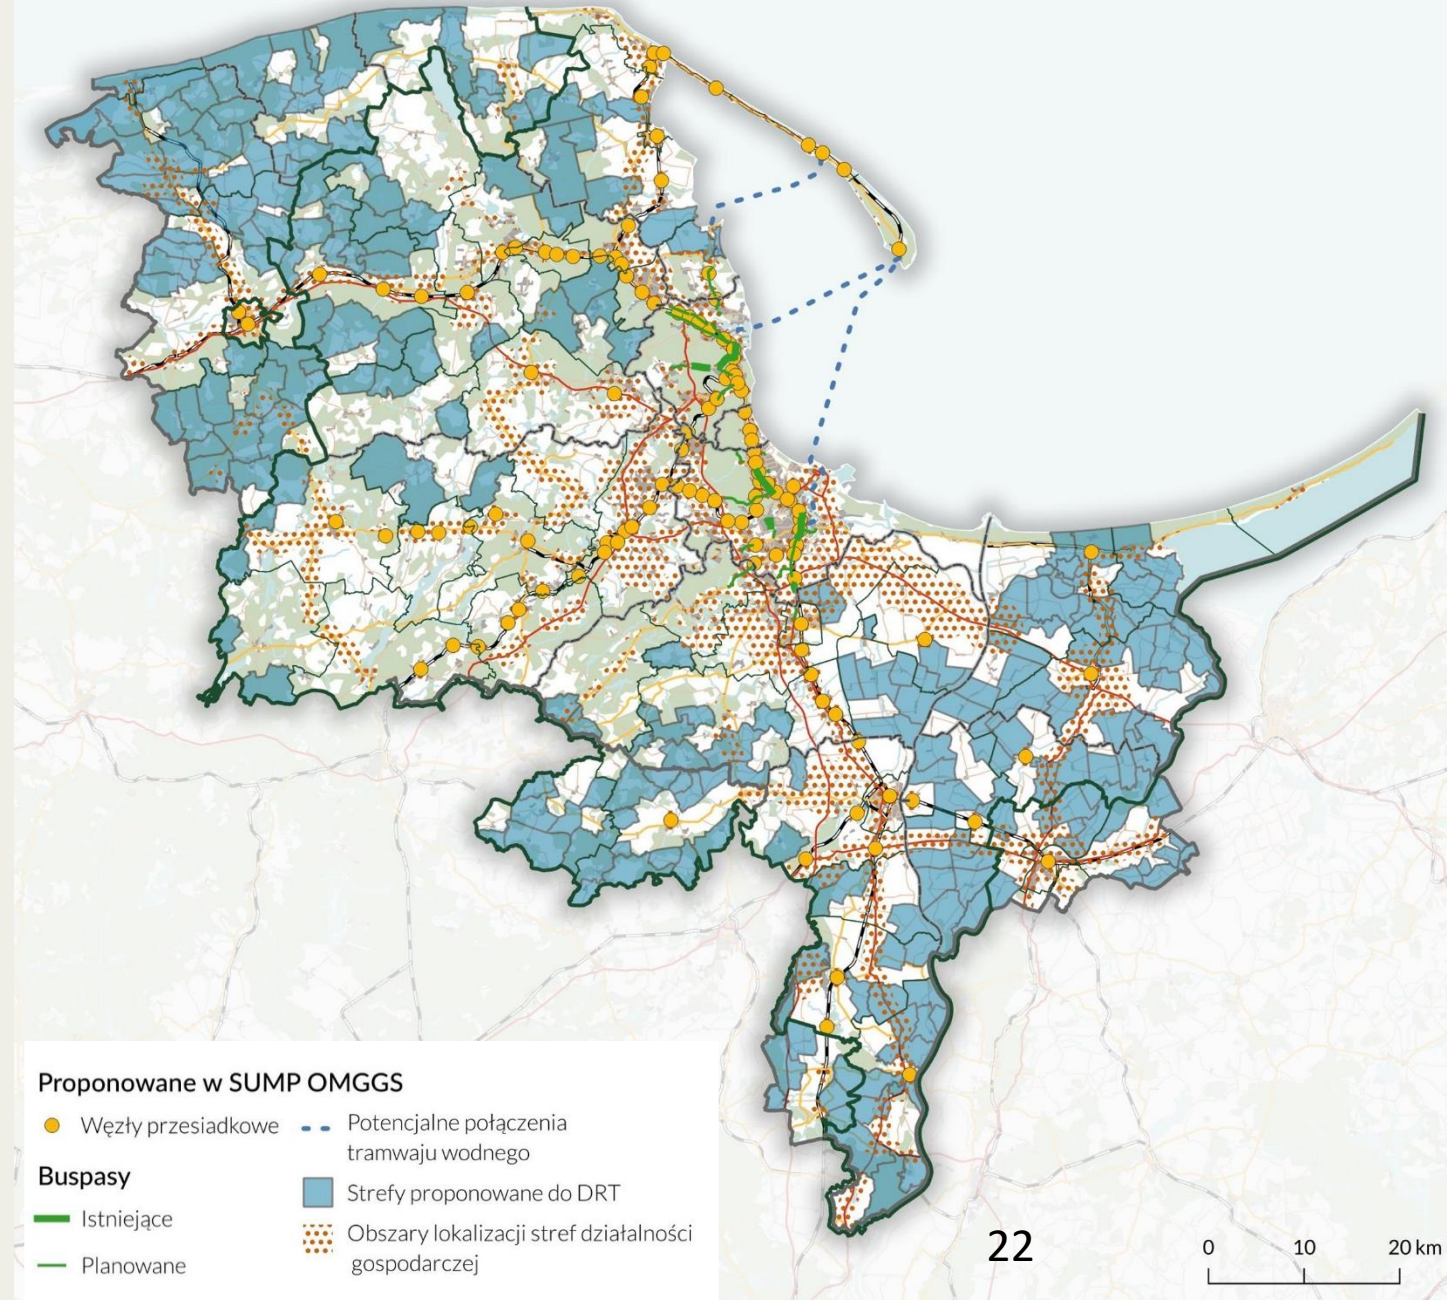 Proponowane w SUMP OMGGS
Węzły przesiadkowe
Potencjalne połączenia
tramwaju wodnego
Buspasy
Strefy proponowane do DRT
Istniejące
Obszary lokalizacji stref działalności
gospodarczej
Planowane
22
0 10 20 km